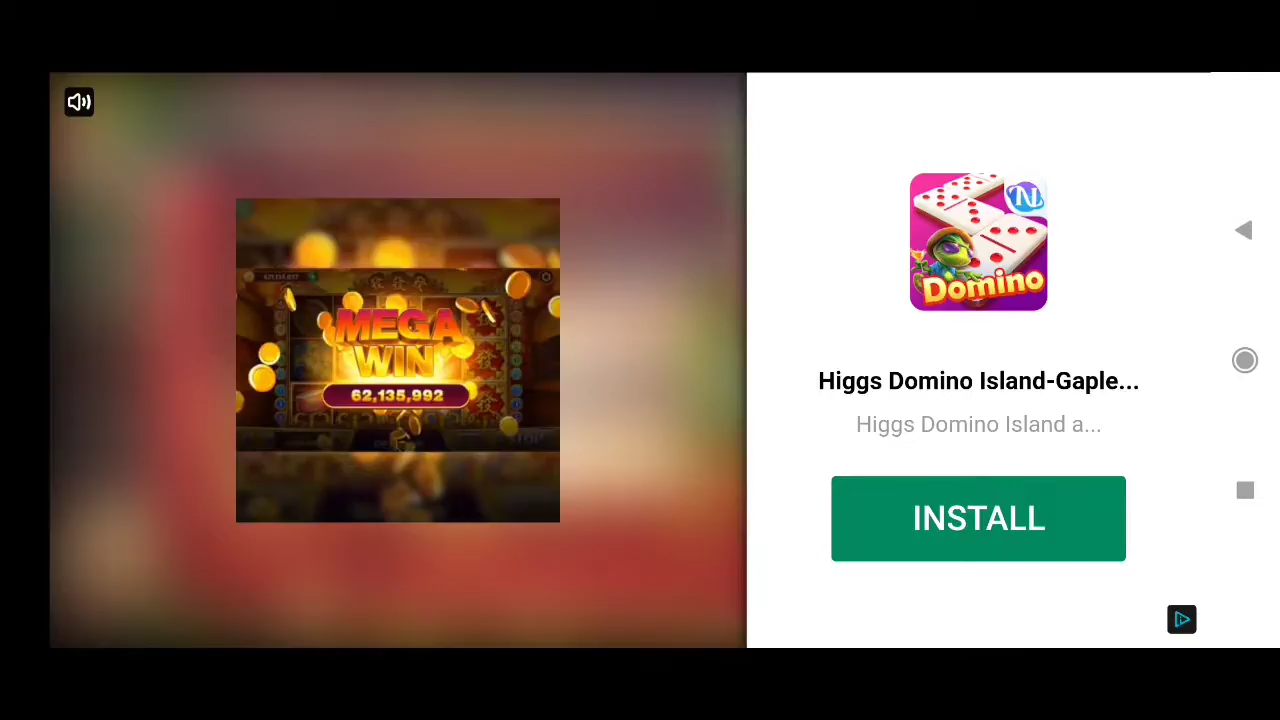 MEGA
WIN
62,135,992
N
Domino
Higgs Domino Island-Gaple...
Higgs Domino Island a...
INSTALL